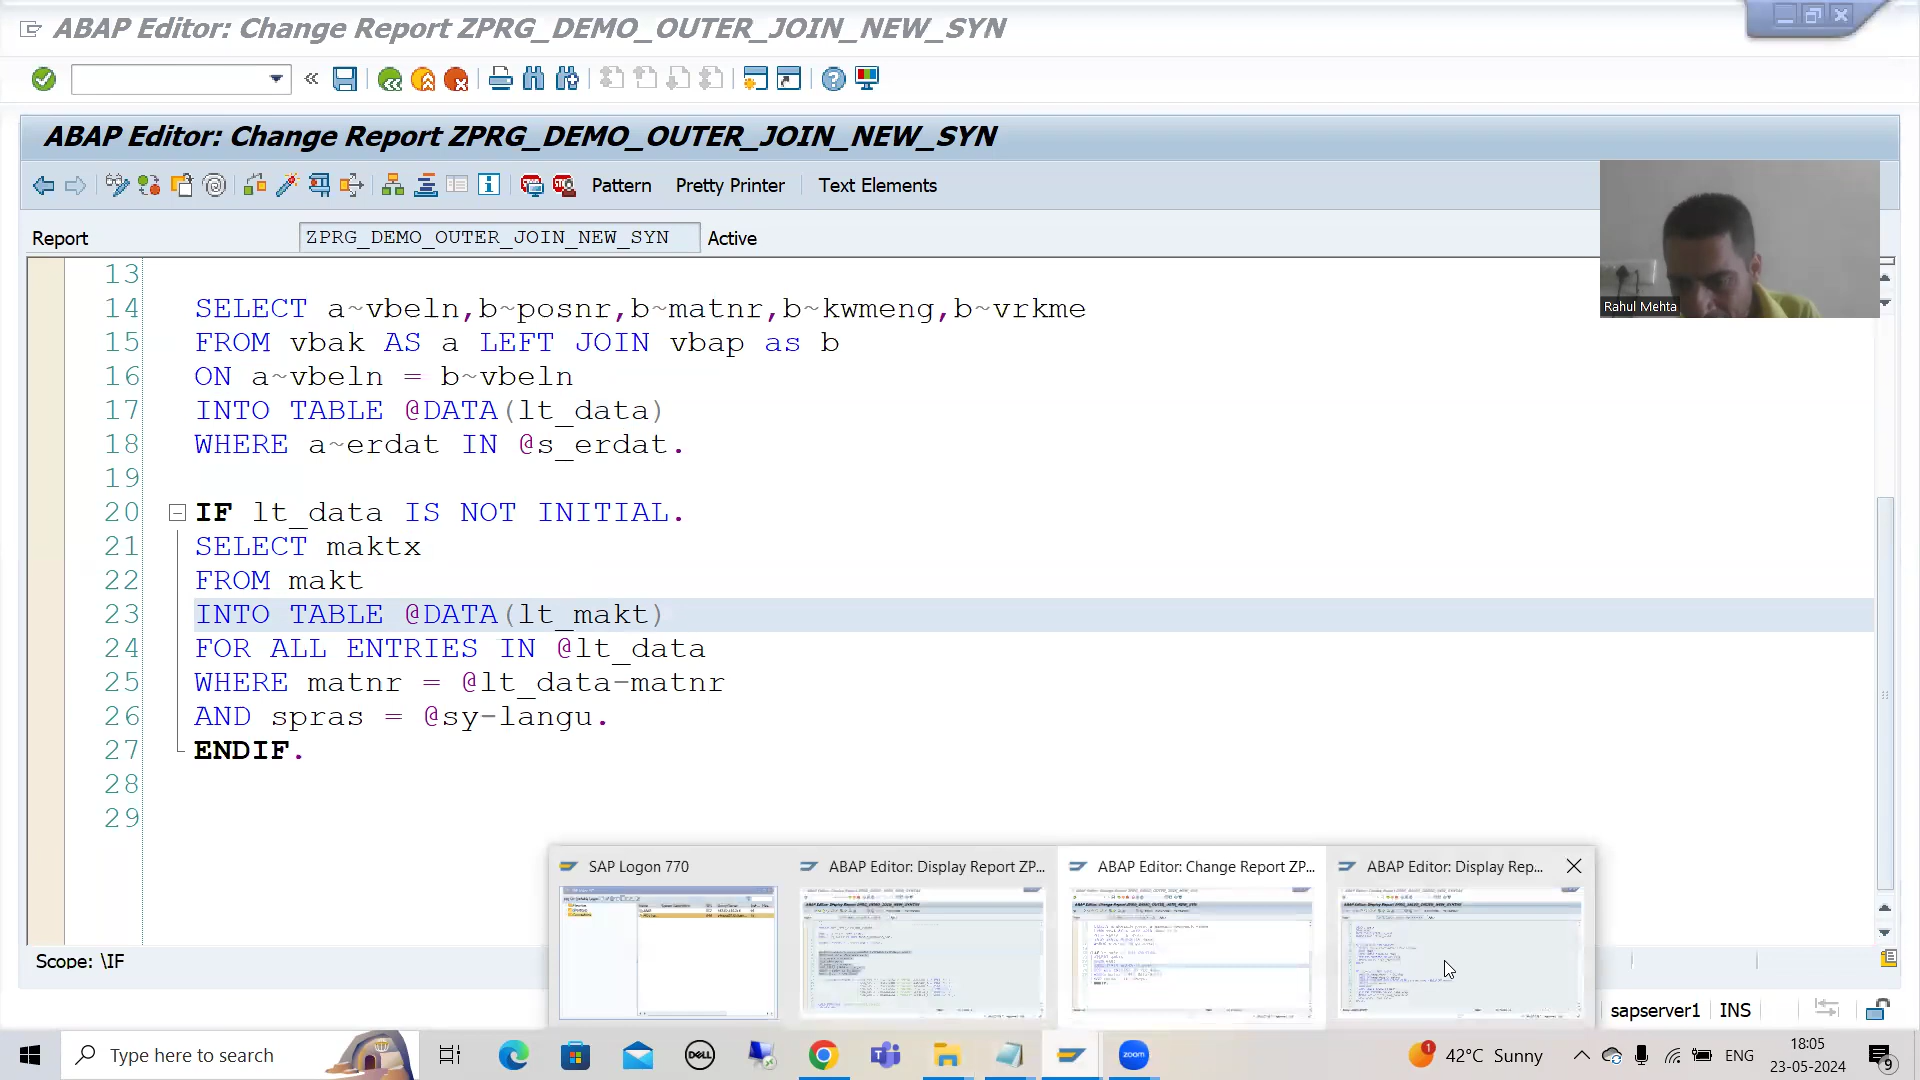 ABAP Editor: Change Report ZPRG_DEMO_OUTER_JOIN_NEW_SYN
ABAP Editor: Change Report ZPRG_DEMO_OUTER_JOIN_NEW_SYN
Pattern Pretty Printer Text Elements
Report ZPRG_DEMO_OUTER_JOIN_NEW_SYN Active
Rahul Mehta
13
14 SELECT a~vbeln,b~posnr,b~matnr,b~kwmeng,b~vrkme
15 FROM vbak AS a LEFT JOIN vbap as b
16 ON a~vbeln = b~vbeln
17 INTO TABLE @DATA(lt_data)
18 WHERE a~erdat IN @s_erdat.
19
20 IF lt_data IS NOT INITIAL.
21 SELECT maktx
22 FROM makt
23 INTO TABLE @DATA(lt_makt)
24 FOR ALL ENTRIES IN @lt_data
25 WHERE matnr = @lt_data-matnr
26 AND spras = @sy-langu.
27 ENDIF.
28
29
SAP Logon 770 ABAP Editor: Display Report ZP... ABAP Editor: Change Report ZP... ABAP Editor: Display Rep...
Scope: \IF
sapserver1 INS
Type here to search DELL zoom 1 42°C Sunny ENG 18:05
23-05-2024 9